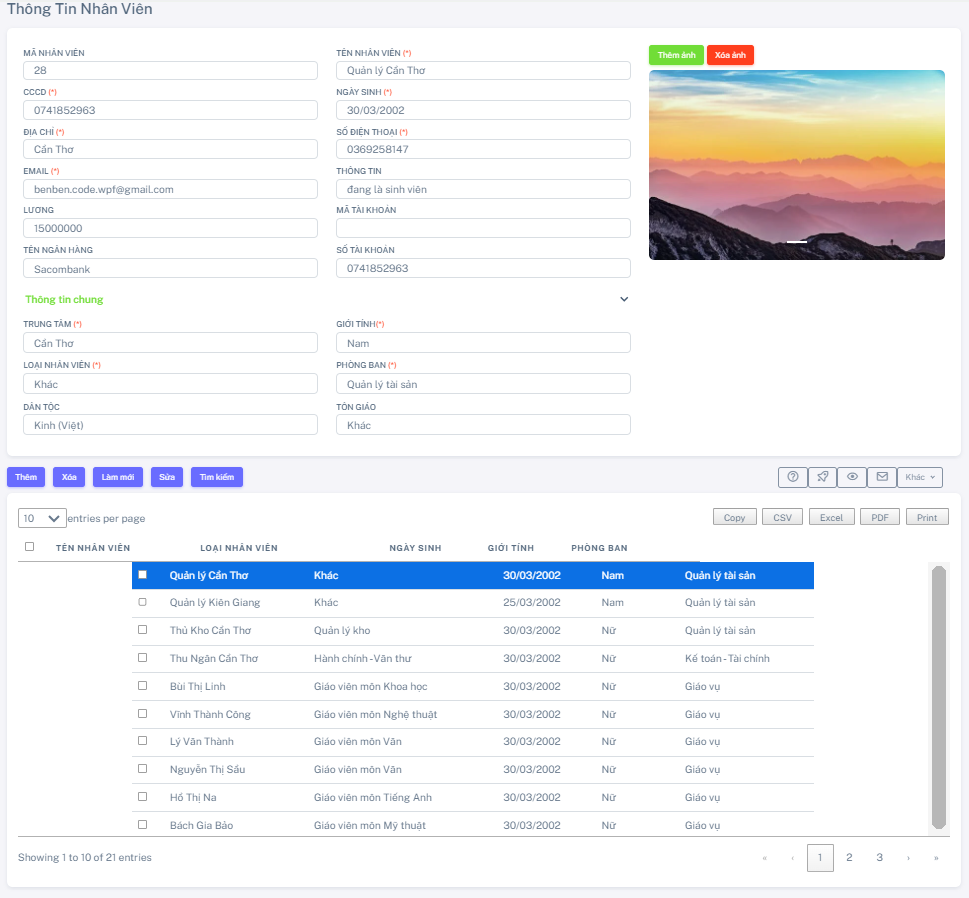 Thông Tin Nhân Viên
MÃ NHÂN VIÊN
28
TÊN NHÂN VIÊN (*)
Quản lý Cần Thơ
Thêm ảnh Xóa ảnh
CCCD (*)
0741852963
NGÀY SINH (*)
30/03/2002
ĐỊA CHỈ (*)
Cần Thơ
SỐ ĐIỆN THOẠI (*)
0369258147
EMAIL (*)
benben.code.wpf@gmail.com
THÔNG TIN
đang là sinh viên
LƯƠNG
15000000
MÃ TÀI KHOẢN
TÊN NGÂN HÀNG
Sacombank
SỐ TÀI KHOẢN
0741852963
Thông tin chung
TRUNG TÂM (*)
Cần Thơ
GIỚI TÍNH(*)
Nam
LOẠI NHÂN VIÊN (*)
Khác
PHÒNG BAN (*)
Quản lý tài sản
DÂN TỘC
Kinh (Việt)
TÔN GIÁO
Khác
Thêm Xóa Làm mới Sửa Tìm kiếm Khác
10 entries per page Copy CSV Excel PDF Print
TÊN NHÂN VIÊN LOẠI NHÂN VIÊN NGÀY SINH GIỚI TÍNH PHÒNG BAN
Quản lý Cần Thơ Khác 30/03/2002 Nam Quản lý tài sản
Quản lý Kiên Giang Khác 25/03/2002 Nam Quản lý tài sản
Thủ Kho Cần Thơ Quản lý kho 30/03/2002 Nữ Quản lý tài sản
Thu Ngân Cần Thơ Hành chính - Văn thư 30/03/2002 Nữ Kế toán - Tài chính
Bùi Thị Linh Giáo viên môn Khoa học 30/03/2002 Nữ Giáo vụ
Vĩnh Thành Công Giáo viên môn Nghệ thuật 30/03/2002 Nữ Giáo vụ
Lý Văn Thành Giáo viên môn Văn 30/03/2002 Nữ Giáo vụ
Nguyễn Thị Sấu Giáo viên môn Văn 30/03/2002 Nữ Giáo vụ
Hồ Thị Na Giáo viên môn Tiếng Anh 30/03/2002 Nữ Giáo vụ
Bách Gia Bảo Giáo viên môn Mỹ thuật 30/03/2002 Nữ Giáo vụ
Showing 1 to 10 of 21 entries « ‹ 1 2 3 › »